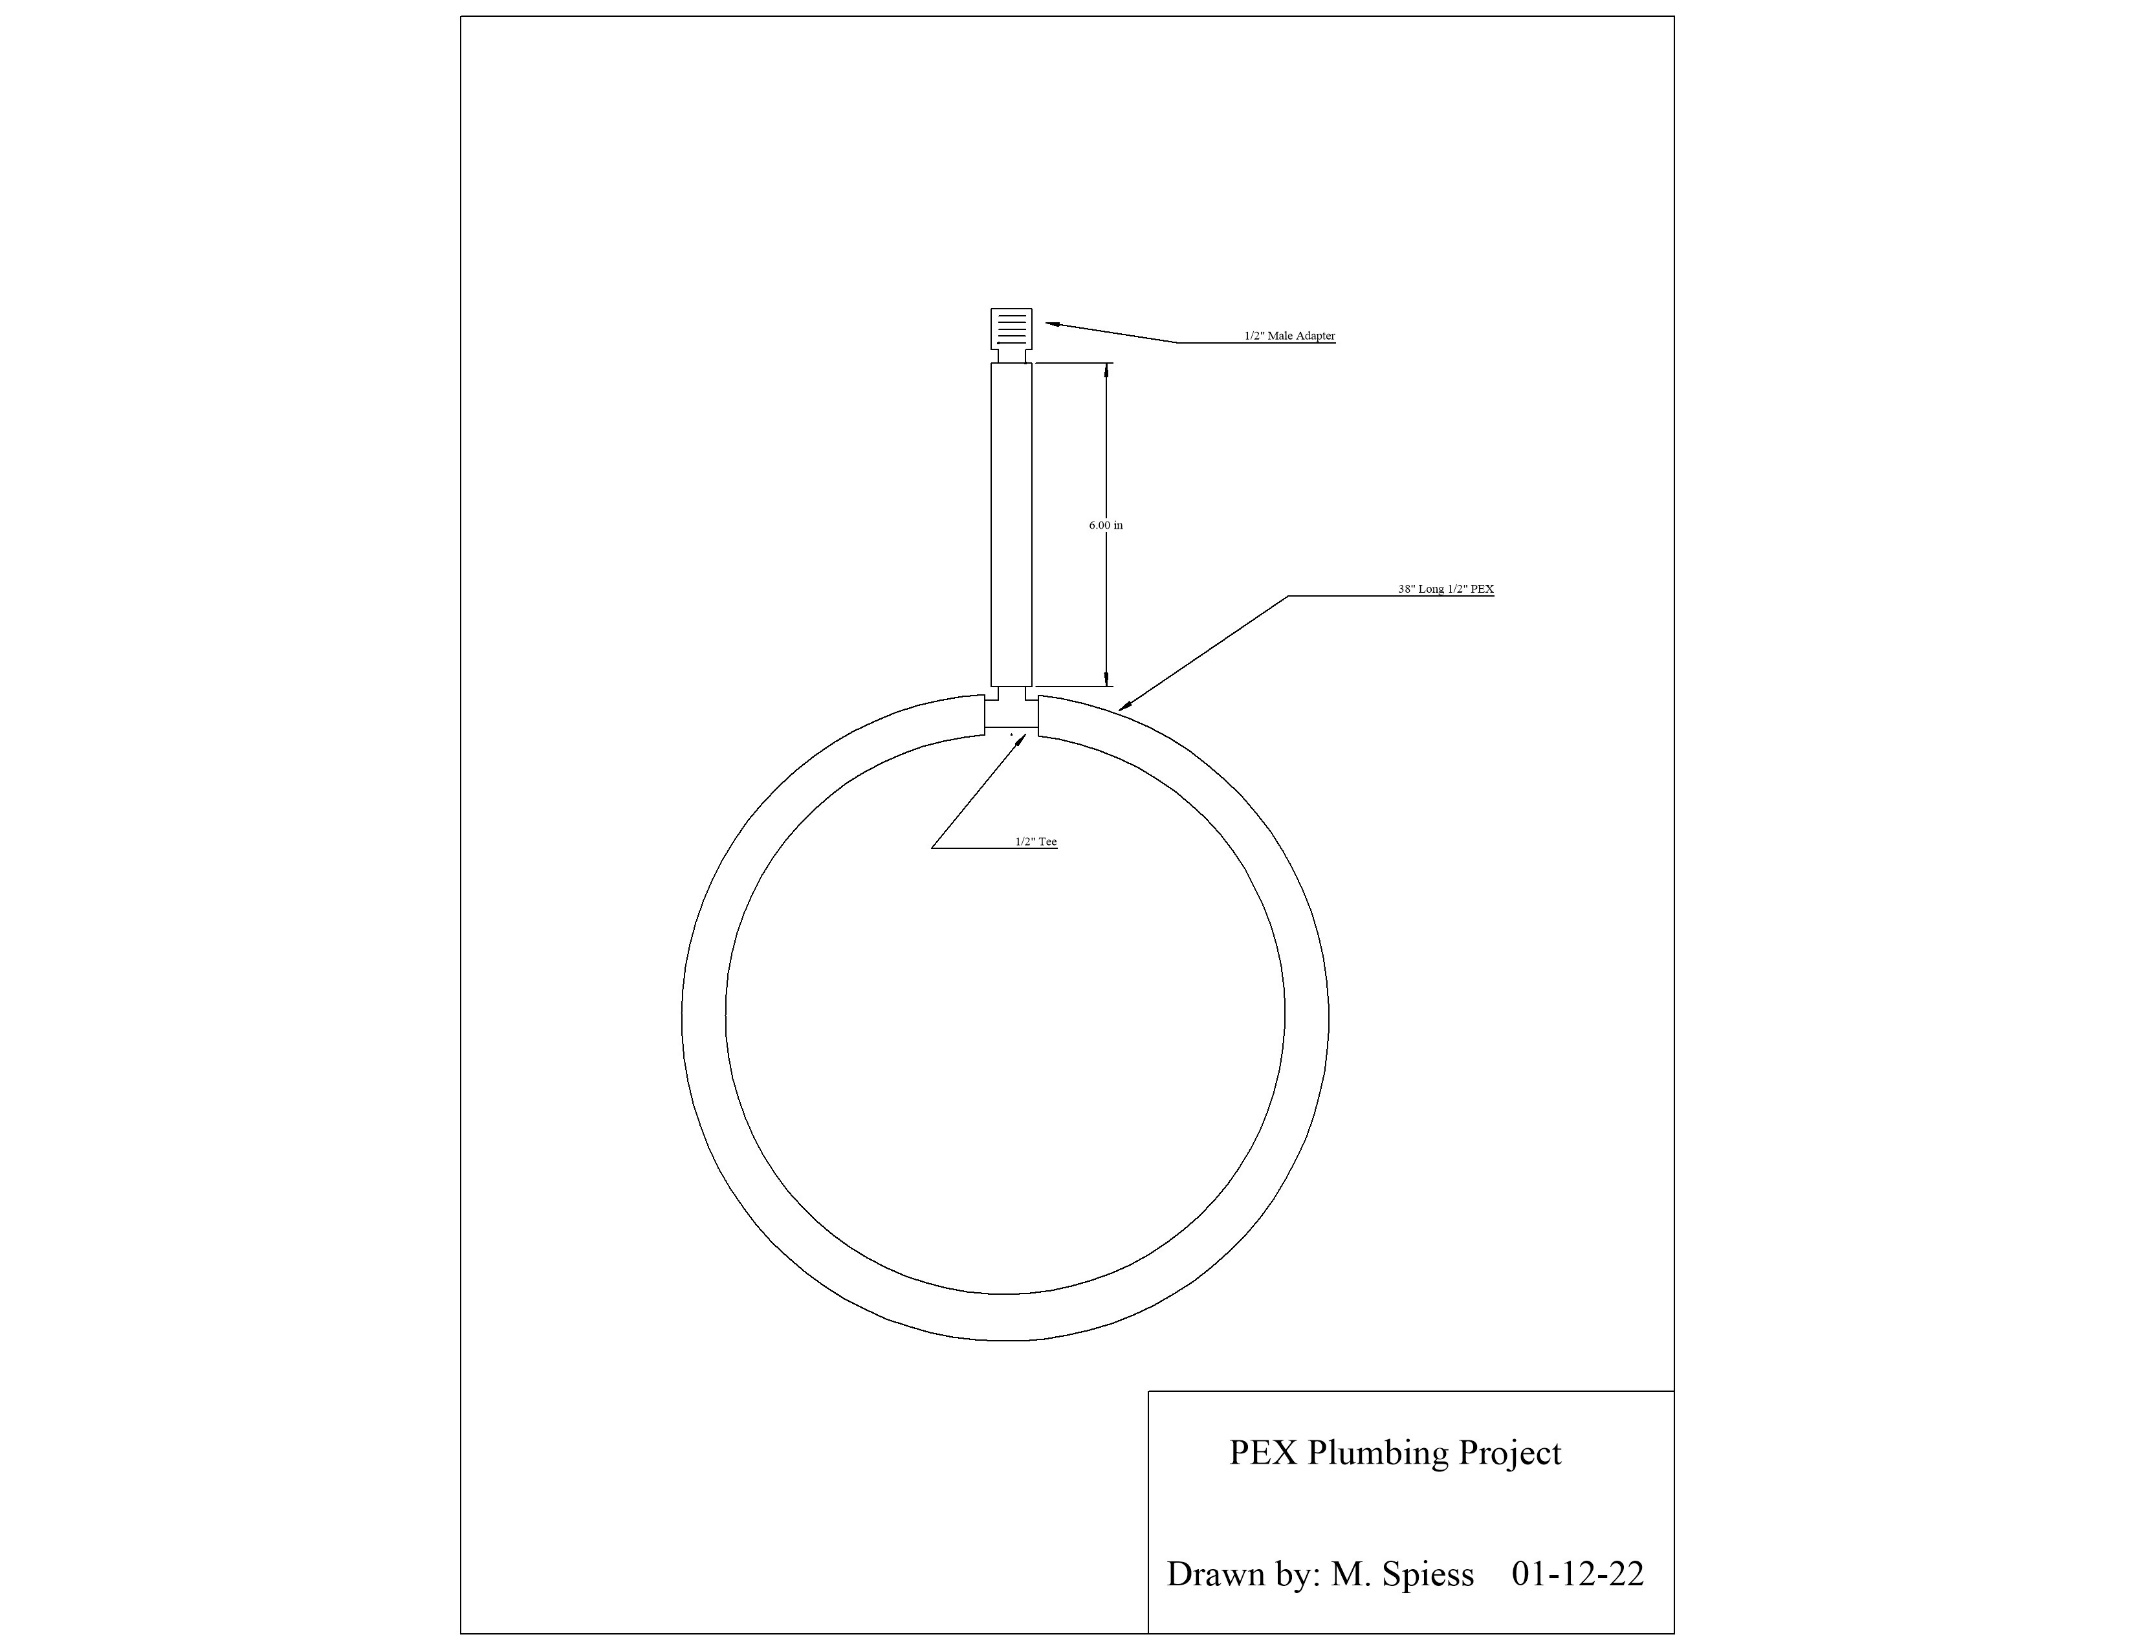 1/2" Male Adapter
6.00 in
38" Long 1/2" PEX
1/2" Tee
PEX Plumbing Project
Drawn by: M. Spiess 01-12-22